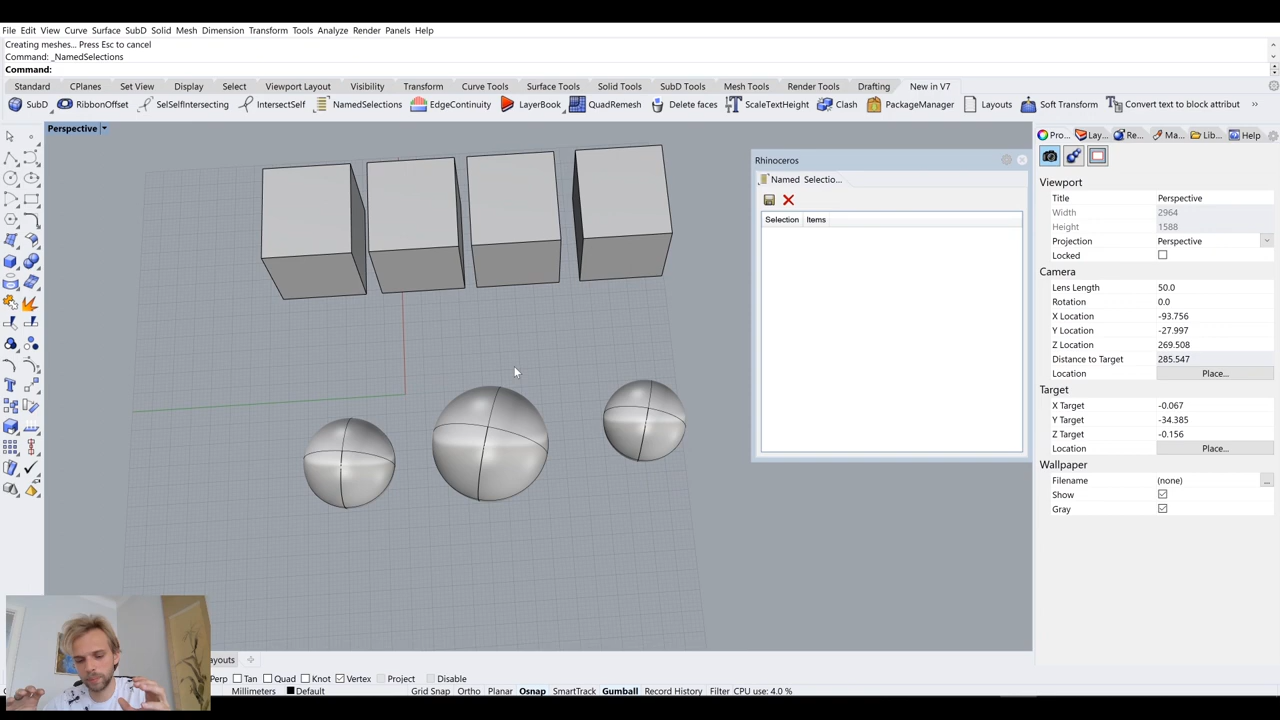 File Edit View Curve Surface SubD Solid Mesh Dimension Transform Tools Analyze Render Panels Help
Creating meshes... Press Esc to cancel
Command: _NamedSelections
Command:
Standard CPlanes Set View Display Select Viewport Layout Visibility Transform Curve Tools Surface Tools Solid Tools SubD Tools Mesh Tools Render Tools Drafting New in V7
SubD RibbonOffset SelSelfIntersecting IntersectSelf NamedSelections EdgeContinuity LayerBook QuadRemesh Delete faces ScaleTextHeight Clash PackageManager Layouts Soft Transform Convert text to block attribut »
Perspective
Rhinoceros
Named Selectio...
Selection Items
Pro... Lay... Re... Ma... Lib... Help
Viewport
Title Perspective
Width 2964
Height 1588
Projection Perspective
Locked
Camera
Lens Length 50.0
Rotation 0.0
X Location -93.756
Y Location -27.997
Z Location 269.508
Distance to Target 285.547
Location Place...
Target
X Target -0.067
Y Target -34.385
Z Target -0.156
Location Place...
Wallpaper
Filename (none) ...
Show
Gray
ayouts
Perp Tan Quad Knot Vertex Project Disable
Millimeters Default Grid Snap Ortho Planar Osnap SmartTrack Gumball Record History Filter CPU use: 4.0 %